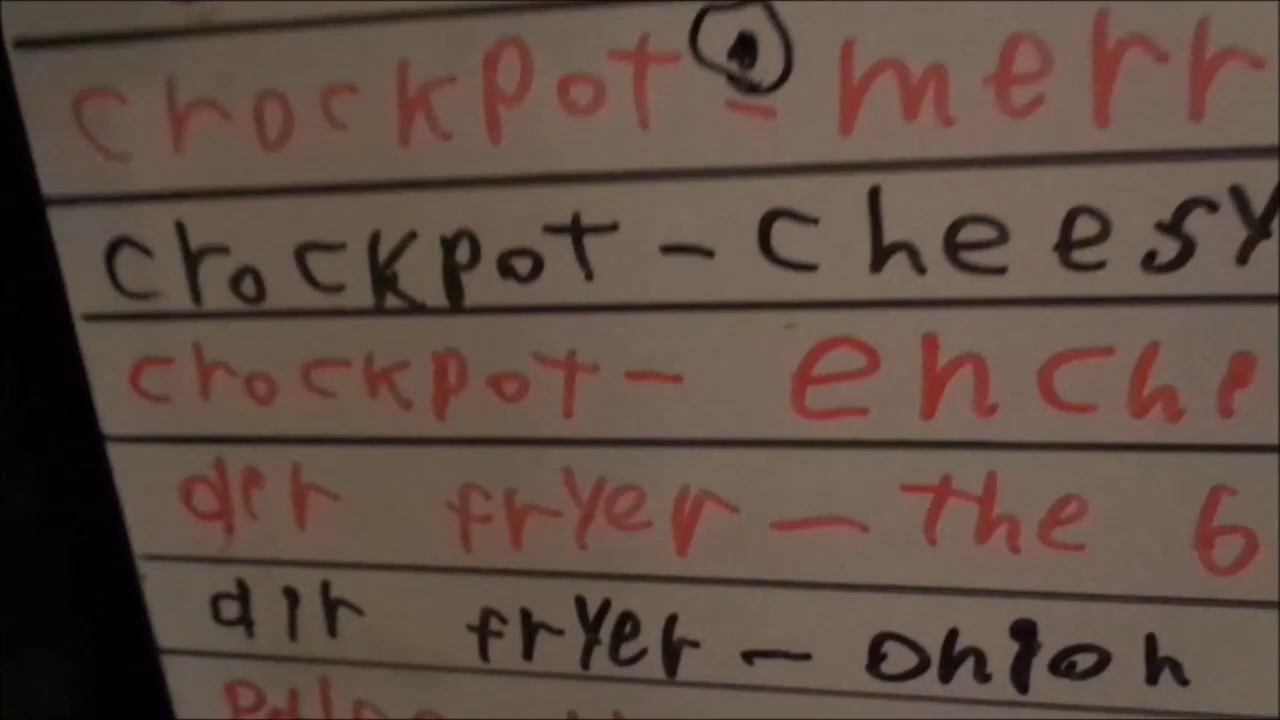 crockpot - merr
crockpot - cheesy
crockpot - enche
air fryer - the 6
air fryer - onion